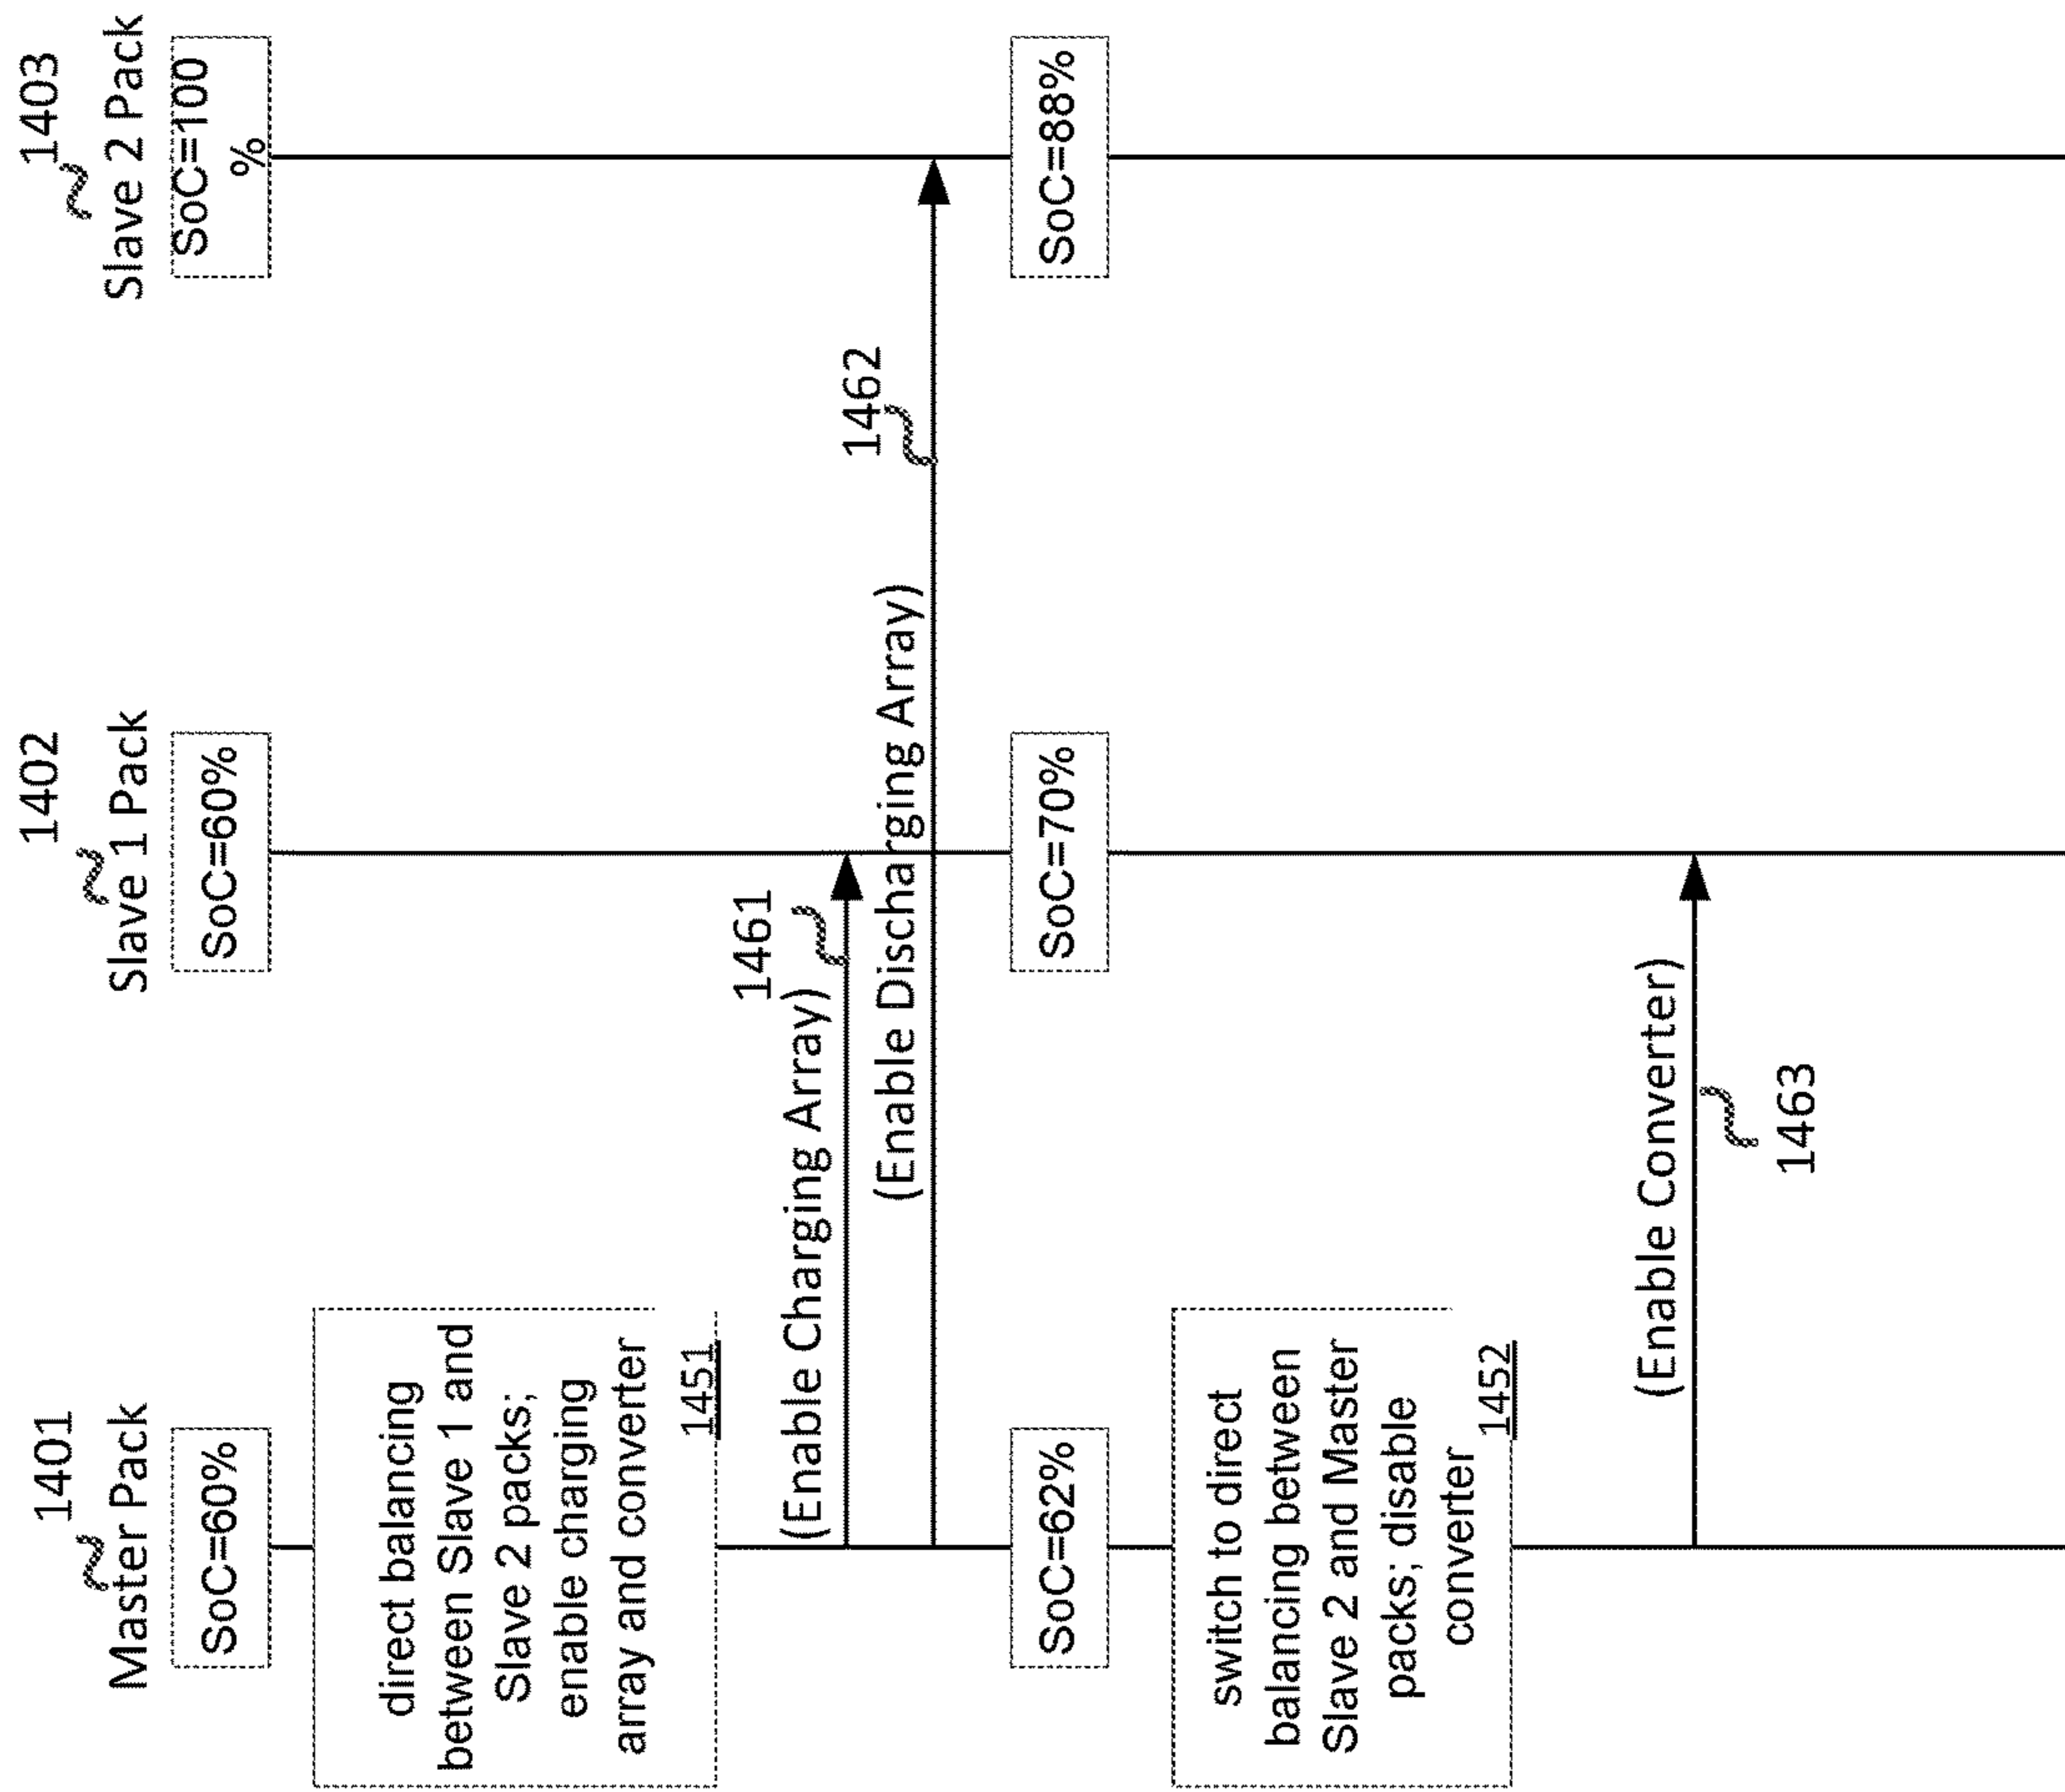 1401
Master Pack
1402
Slave 1 Pack
1403
Slave 2 Pack
SoC=60%
SoC=60%
SoC=100
%
direct balancing
between Slave 1 and
Slave 2 packs;
enable charging
array and converter
1451
1461
(Enable Charging Array)
1462
(Enable Discharging Array)
SoC=62%
SoC=70%
SoC=88%
switch to direct
balancing between
Slave 2 and Master
packs; disable
converter
1452
(Enable Converter)
1463